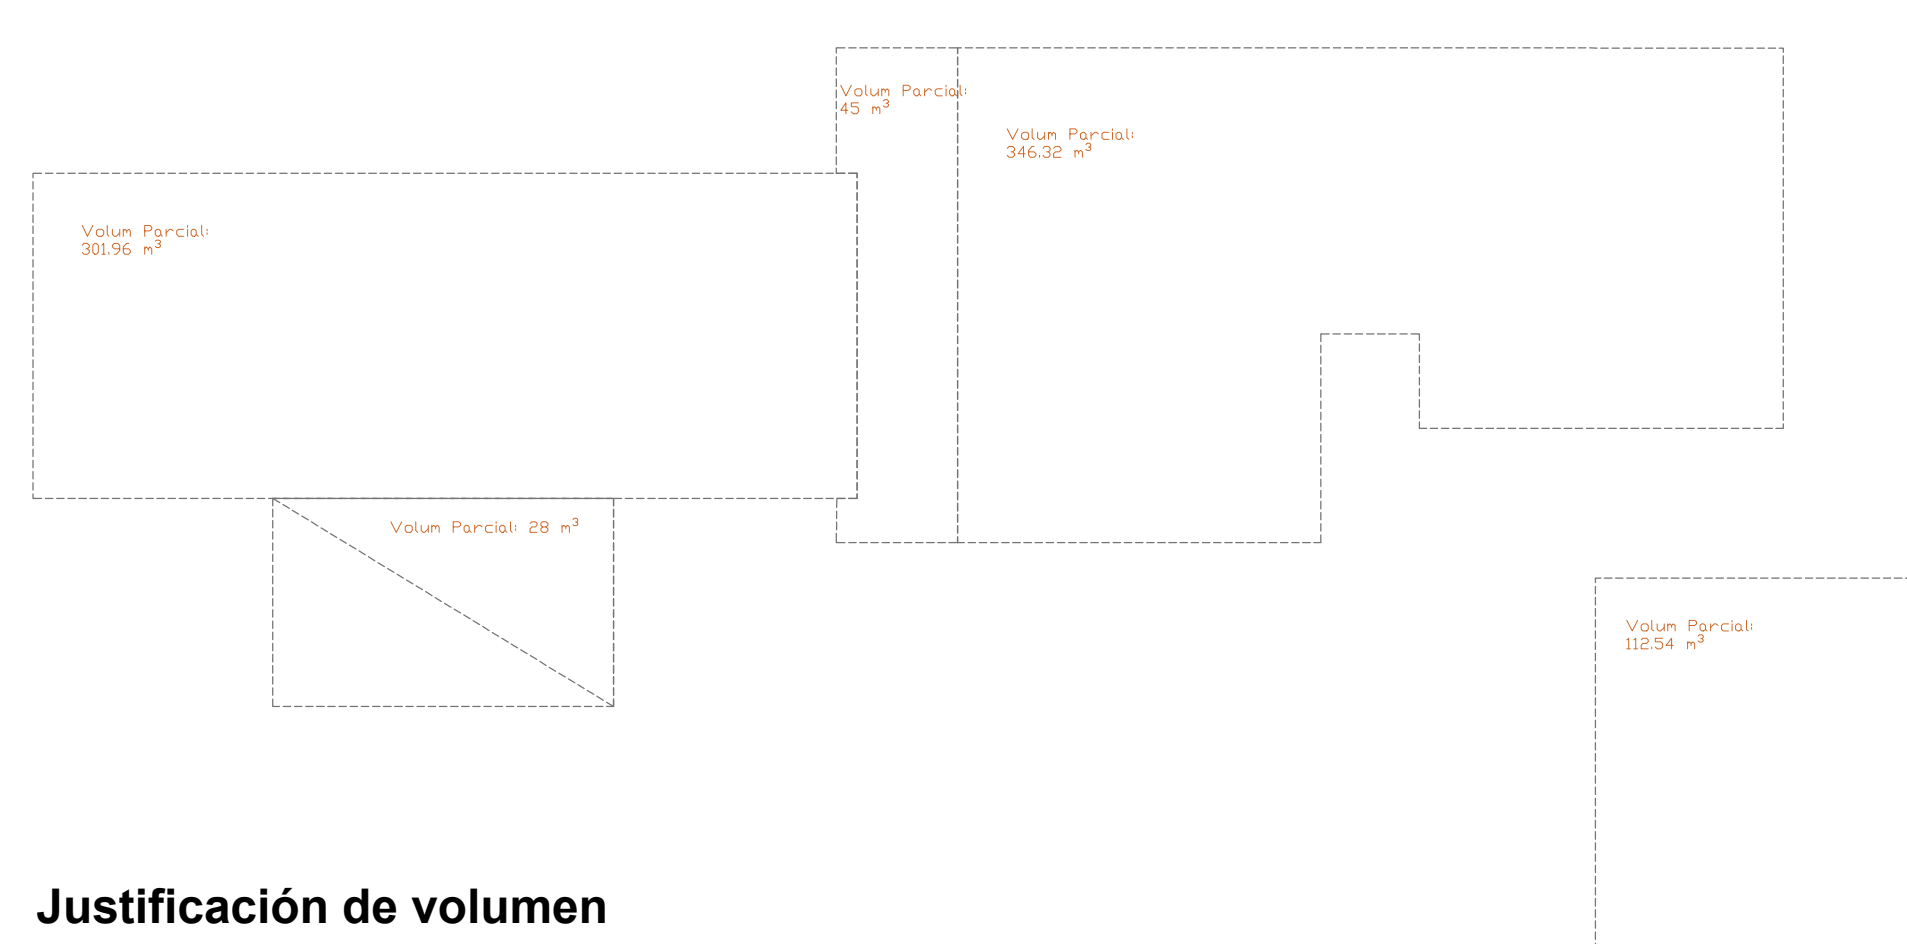 Volum Parcial:
45 m³
Volum Parcial:
346.32 m³
Volum Parcial:
301.96 m³
Volum Parcial: 28 m³
Volum Parcial:
112.54 m³
Justificación de volumen